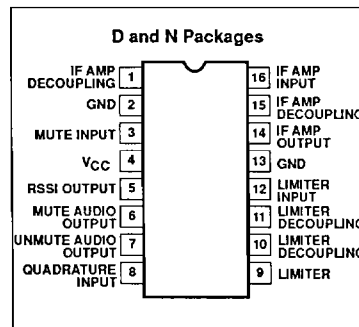 D and N Packages
IF AMP
DECOUPLING 1
GND 2
MUTE INPUT 3
VCC 4
RSSI OUTPUT 5
MUTE AUDIO
OUTPUT 6
UNMUTE AUDIO
OUTPUT 7
QUADRATURE
INPUT 8
16 IF AMP
INPUT
15 IF AMP
DECOUPLING
14 IF AMP
OUTPUT
13 GND
12 LIMITER
INPUT
11 LIMITER
DECOUPLING
10 LIMITER
DECOUPLING
9 LIMITER